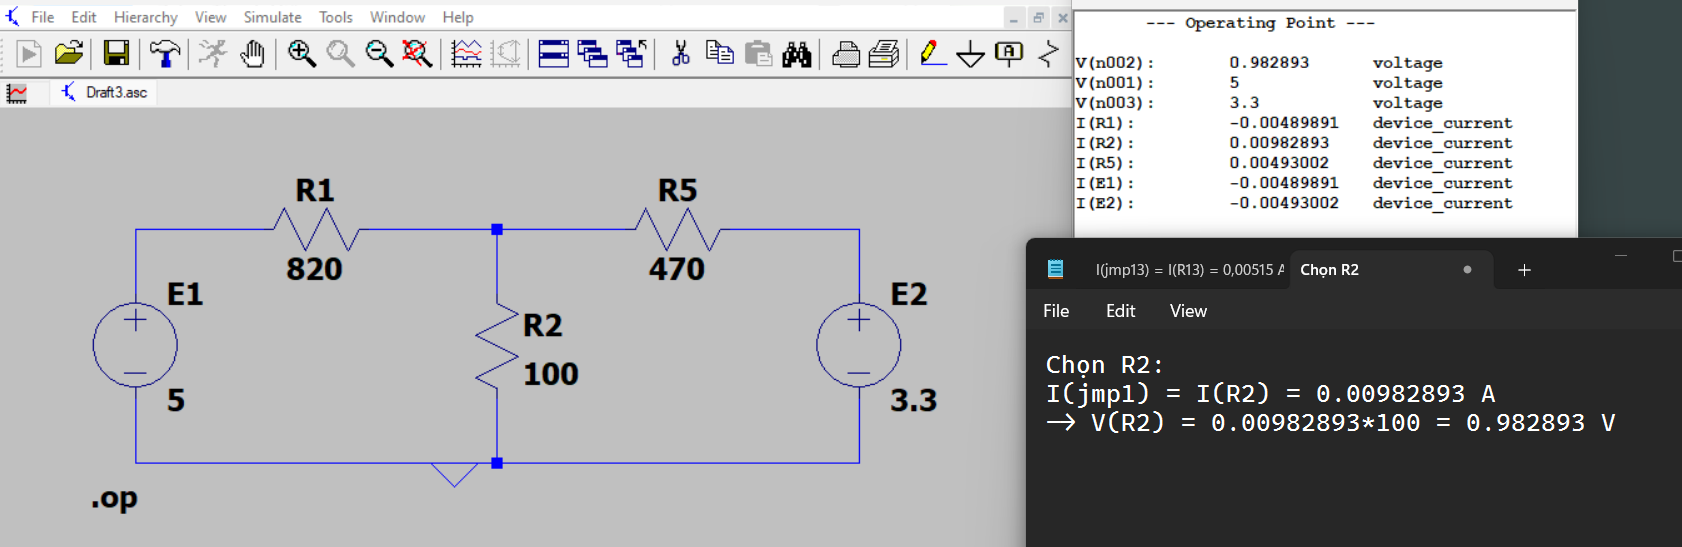 File Edit Hierarchy View Simulate Tools Window Help
Draft3.asc
R1
820
R5
470
E1
5
R2
100
E2
3.3
.op
--- Operating Point ---
V(n002): 0.982893 voltage
V(n001): 5 voltage
V(n003): 3.3 voltage
I(R1): -0.00489891 device_current
I(R2): 0.00982893 device_current
I(R5): 0.00493002 device_current
I(E1): -0.00489891 device_current
I(E2): -0.00493002 device_current
I(jmp13) = I(R13) = 0,00515 A Chọn R2
File Edit View
Chọn R2:
I(jmp1) = I(R2) = 0.00982893 A
→ V(R2) = 0.00982893*100 = 0.982893 V